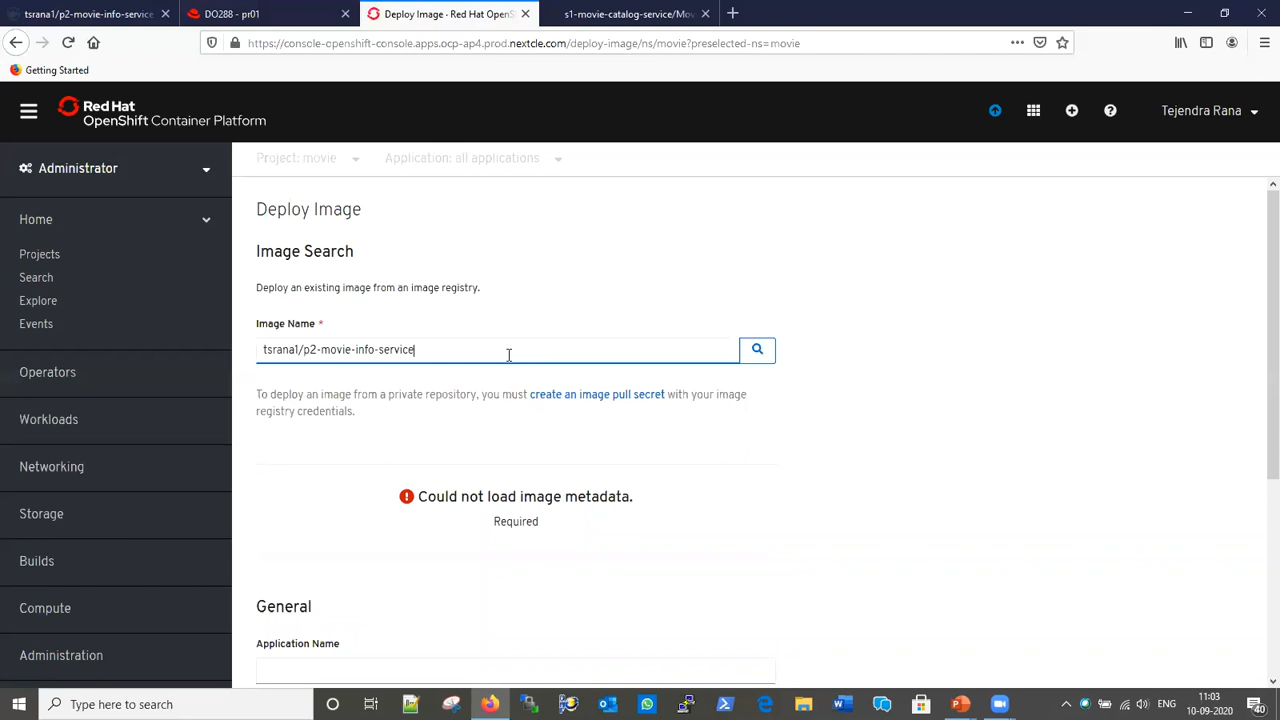 tsrana1/p2-movie-info-service
DO288 - pr01
Deploy Image · Red Hat OpenShi
s1-movie-catalog-service/Mov
https://console-openshift-console.apps.ocp-ap4.prod.nextcle.com/deploy-image/ns/movie?preselected-ns=movie
Getting Started
Red Hat
OpenShift Container Platform
Tejendra Rana
Administrator
Home
Projects
Search
Explore
Events
Operators
Workloads
Networking
Storage
Builds
Compute
Administration
Project: movie
Application: all applications
Deploy Image
Image Search
Deploy an existing image from an image registry.
Image Name *
tsrana1/p2-movie-info-service
To deploy an image from a private repository, you must create an image pull secret with your image
registry credentials.
Could not load image metadata.
Required
General
Application Name
Type here to search
ENG
11:03
10-09-2020
40